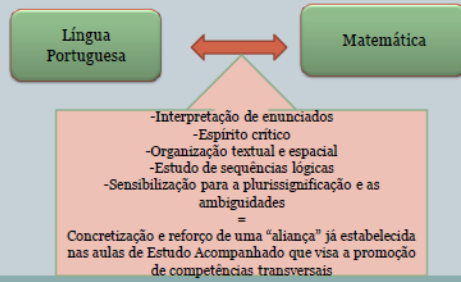 Língua
Portuguesa
Matemática
-Interpretação de enunciados
-Espírito crítico
-Organização textual e espacial
-Estudo de sequências lógicas
-Sensibilização para a plurissignificação e as
ambiguidades
=
Concretização e reforço de uma “aliança” já estabelecida
nas aulas de Estudo Acompanhado que visa a promoção
de competências transversais